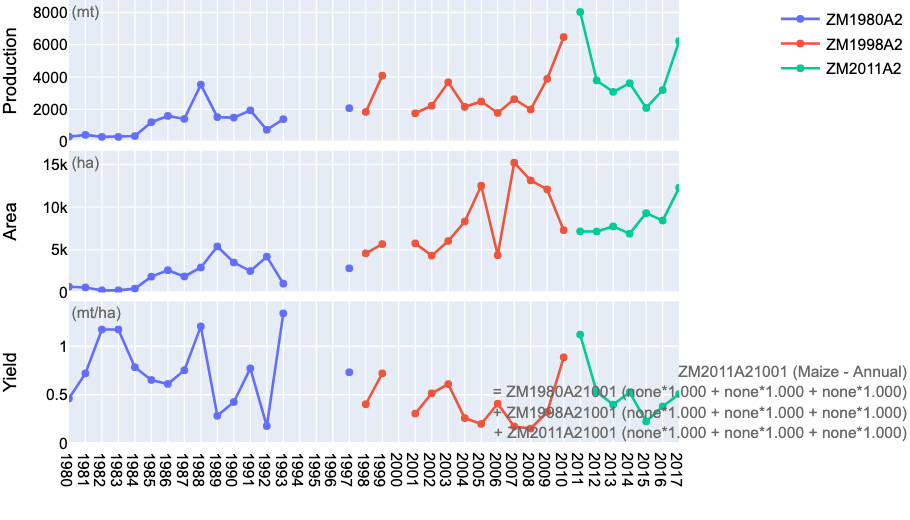 8000
(mt)
6000
4000
2000
0
Production
ZM1980A2
ZM1998A2
ZM2011A2
15k
(ha)
10k
5k
0
Area
(mt/ha)
1
0.5
0
Yield
ZM2011A21001 (Maize - Annual)
= ZM1980A21001 (none*1.000 + none*1.000 + none*1.000)
+ ZM1998A21001 (none*1.000 + none*1.000 + none*1.000)
+ ZM2011A21001 (none*1.000 + none*1.000 + none*1.000)
1980
1981
1982
1983
1984
1985
1986
1987
1988
1989
1990
1991
1992
1993
1994
1995
1996
1997
1998
1999
2000
2001
2002
2003
2004
2005
2006
2007
2008
2009
2010
2011
2012
2013
2014
2015
2016
2017